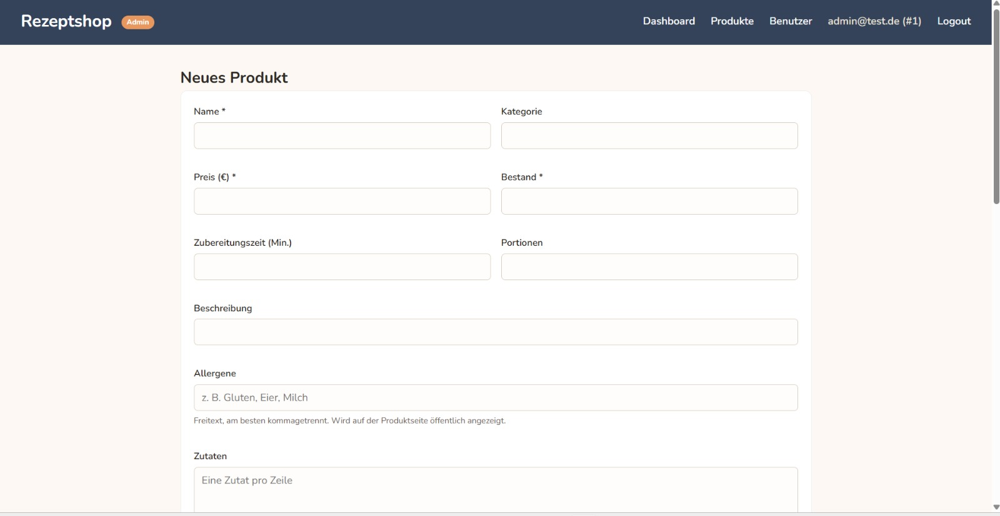 Rezeptshop Admin Dashboard Produkte Benutzer admin@test.de (#1) Logout
Neues Produkt
Name * Kategorie
Preis (€) * Bestand *
Zubereitungszeit (Min.) Portionen
Beschreibung
Allergene
z. B. Gluten, Eier, Milch
Freitext, am besten kommagetrennt. Wird auf der Produktseite öffentlich angezeigt.
Zutaten
Eine Zutat pro Zeile